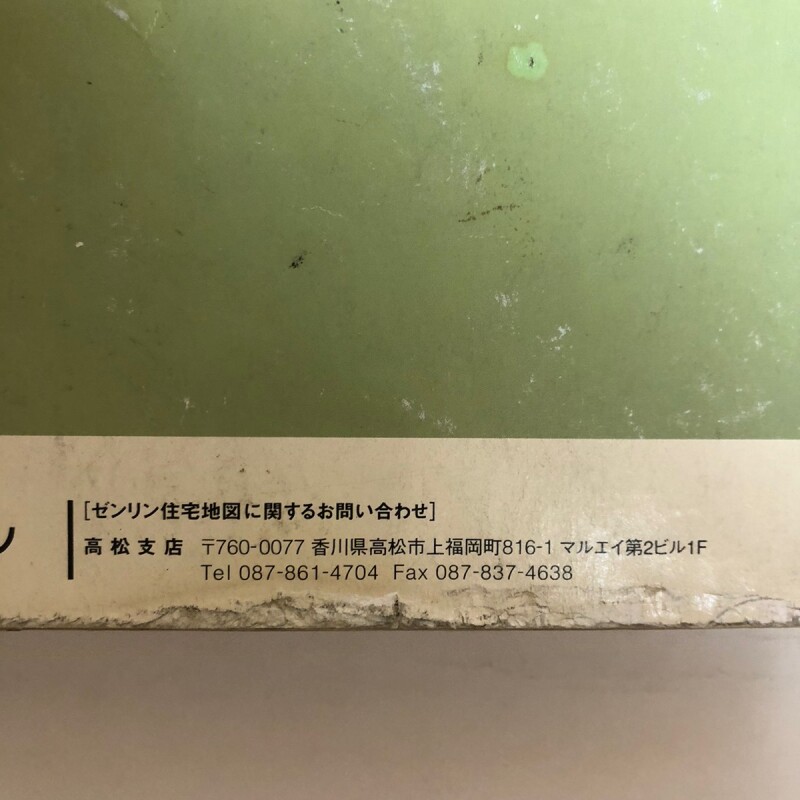 [ゼンリン住宅地図に関するお問い合わせ]
高松支店 〒760-0077 香川県高松市上福岡町816-1 マルエイ第2ビル1F
Tel 087-861-4704 Fax 087-837-4638